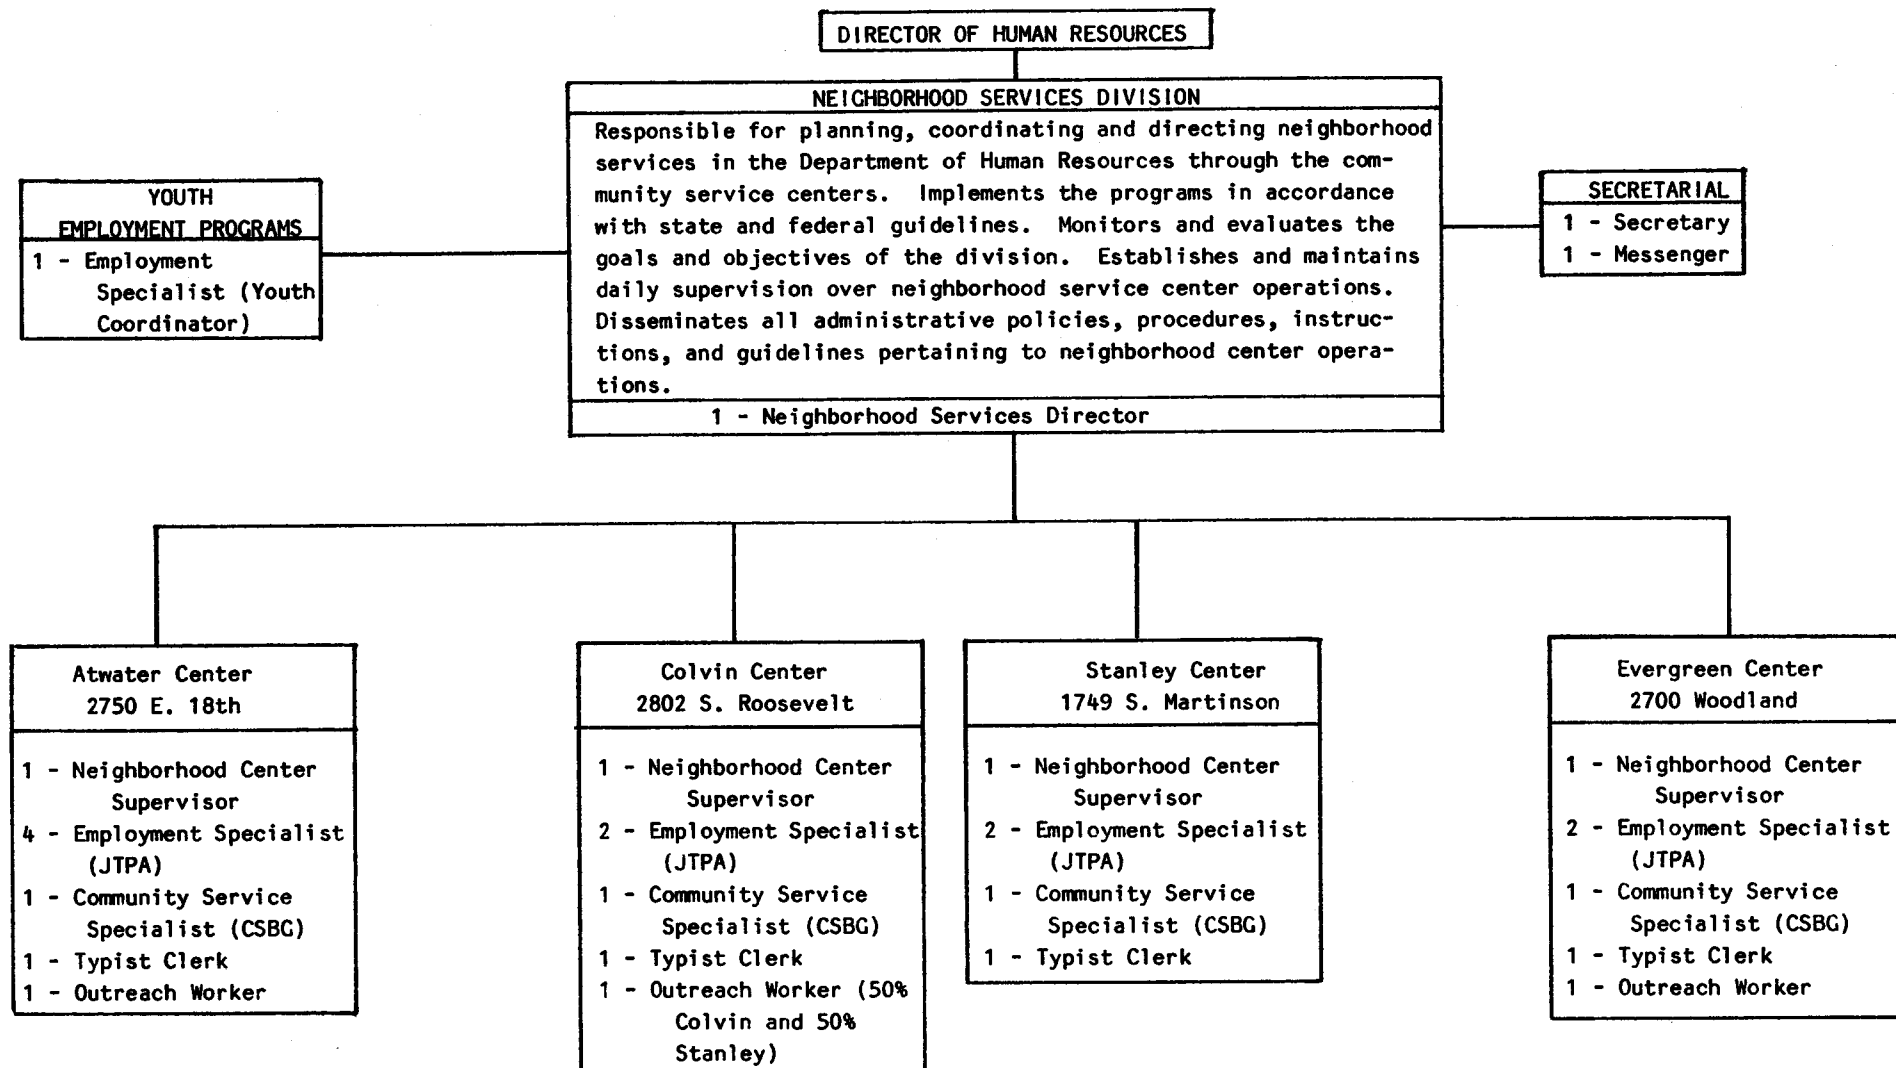 DIRECTOR OF HUMAN RESOURCES
NEIGHBORHOOD SERVICES DIVISION
Responsible for planning, coordinating and directing neighborhood
services in the Department of Human Resources through the com-
munity service centers. Implements the programs in accordance
with state and federal guidelines. Monitors and evaluates the
goals and objectives of the division. Establishes and maintains
daily supervision over neighborhood service center operations.
Disseminates all administrative policies, procedures, instruc-
tions, and guidelines pertaining to neighborhood center opera-
tions.
1 - Neighborhood Services Director
YOUTH
EMPLOYMENT PROGRAMS
1 - Employment
Specialist (Youth
Coordinator)
SECRETARIAL
1 - Secretary
1 - Messenger
Atwater Center
2750 E. 18th
1 - Neighborhood Center
Supervisor
4 - Employment Specialist
(JTPA)
1 - Community Service
Specialist (CSBG)
1 - Typist Clerk
1 - Outreach Worker
Colvin Center
2802 S. Roosevelt
1 - Neighborhood Center
Supervisor
2 - Employment Specialist
(JTPA)
1 - Community Service
Specialist (CSBG)
1 - Typist Clerk
1 - Outreach Worker (50%
Colvin and 50%
Stanley)
Stanley Center
1749 S. Martinson
1 - Neighborhood Center
Supervisor
2 - Employment Specialist
(JTPA)
1 - Community Service
Specialist (CSBG)
1 - Typist Clerk
Evergreen Center
2700 Woodland
1 - Neighborhood Center
Supervisor
2 - Employment Specialist
(JTPA)
1 - Community Service
Specialist (CSBG)
1 - Typist Clerk
1 - Outreach Worker